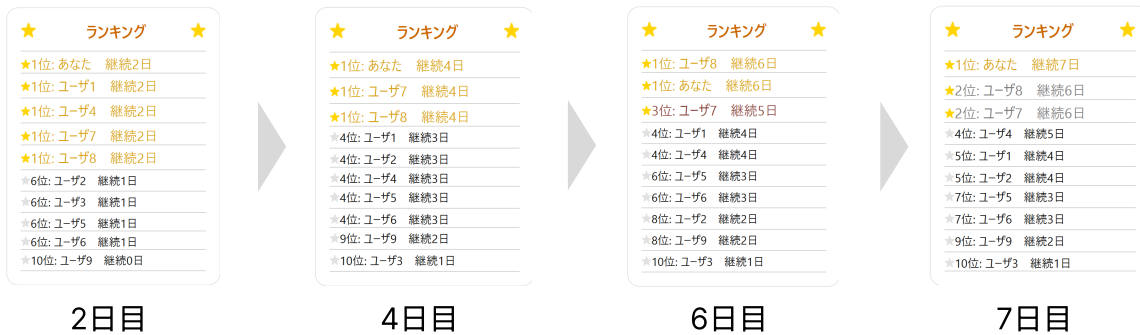 ランキング
1位: あなた 継続2日
1位: ユーザ1 継続2日
1位: ユーザ4 継続2日
1位: ユーザ7 継続2日
1位: ユーザ8 継続2日
6位: ユーザ2 継続1日
6位: ユーザ3 継続1日
6位: ユーザ5 継続1日
6位: ユーザ6 継続1日
10位: ユーザ9 継続0日
2日目
ランキング
1位: あなた 継続4日
1位: ユーザ7 継続4日
1位: ユーザ8 継続4日
4位: ユーザ1 継続3日
4位: ユーザ2 継続3日
4位: ユーザ4 継続3日
4位: ユーザ5 継続3日
4位: ユーザ6 継続3日
9位: ユーザ9 継続2日
10位: ユーザ3 継続1日
4日目
ランキング
1位: ユーザ8 継続6日
1位: あなた 継続6日
3位: ユーザ7 継続5日
4位: ユーザ1 継続4日
4位: ユーザ4 継続4日
6位: ユーザ5 継続3日
6位: ユーザ6 継続3日
8位: ユーザ2 継続2日
8位: ユーザ9 継続2日
10位: ユーザ3 継続1日
6日目
ランキング
1位: あなた 継続7日
2位: ユーザ8 継続6日
2位: ユーザ7 継続6日
4位: ユーザ4 継続5日
5位: ユーザ1 継続4日
5位: ユーザ2 継続4日
7位: ユーザ5 継続3日
7位: ユーザ6 継続3日
9位: ユーザ9 継続2日
10位: ユーザ3 継続1日
7日目